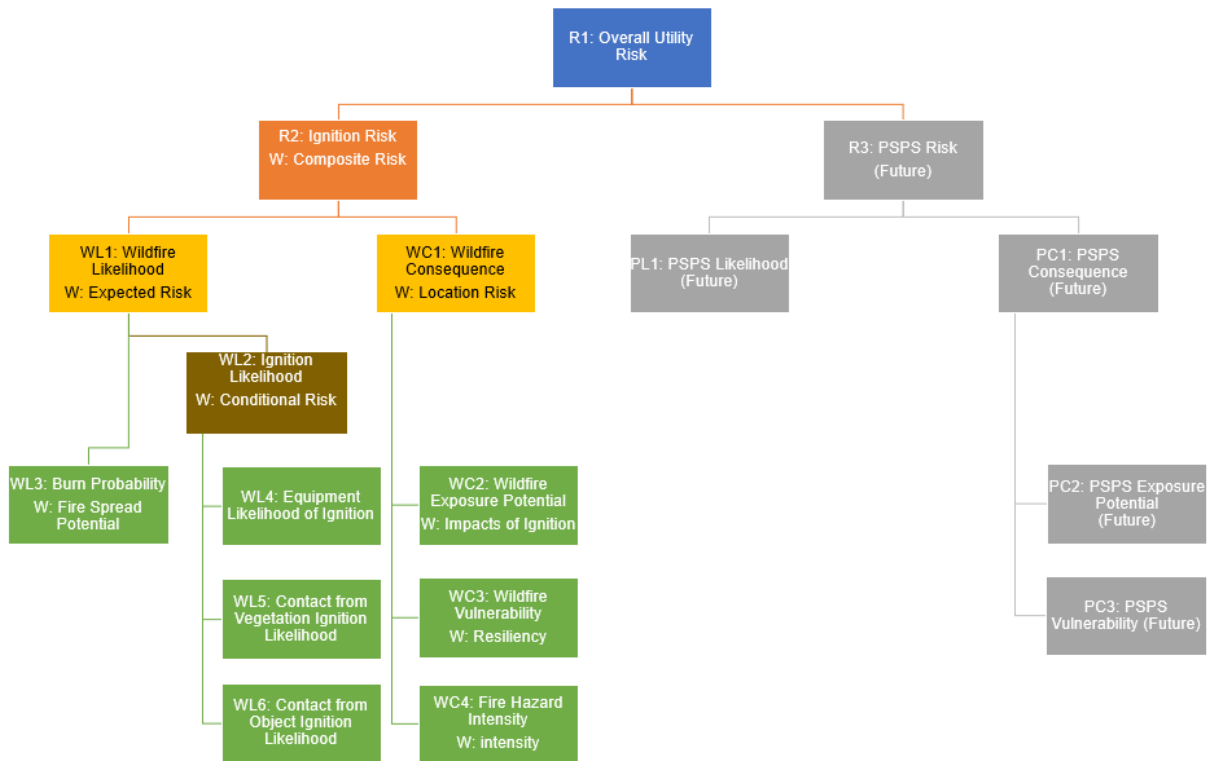 R1: Overall Utility
Risk
R2: Ignition Risk
W: Composite Risk
R3: PSPS Risk
(Future)
WL1: Wildfire
Likelihood
W: Expected Risk
WC1: Wildfire
Consequence
W: Location Risk
PL1: PSPS Likelihood
(Future)
PC1: PSPS
Consequence
(Future)
WL2: Ignition
Likelihood
W: Conditional Risk
WL3: Burn Probability
W: Fire Spread
Potential
WL4: Equipment
Likelihood of Ignition
WC2: Wildfire
Exposure Potential
W: Impacts of Ignition
PC2: PSPS Exposure
Potential
(Future)
WL5: Contact from
Vegetation Ignition
Likelihood
WC3: Wildfire
Vulnerability
W: Resiliency
PC3: PSPS
Vulnerability (Future)
WL6: Contact from
Object Ignition
Likelihood
WC4: Fire Hazard
Intensity
W: intensity